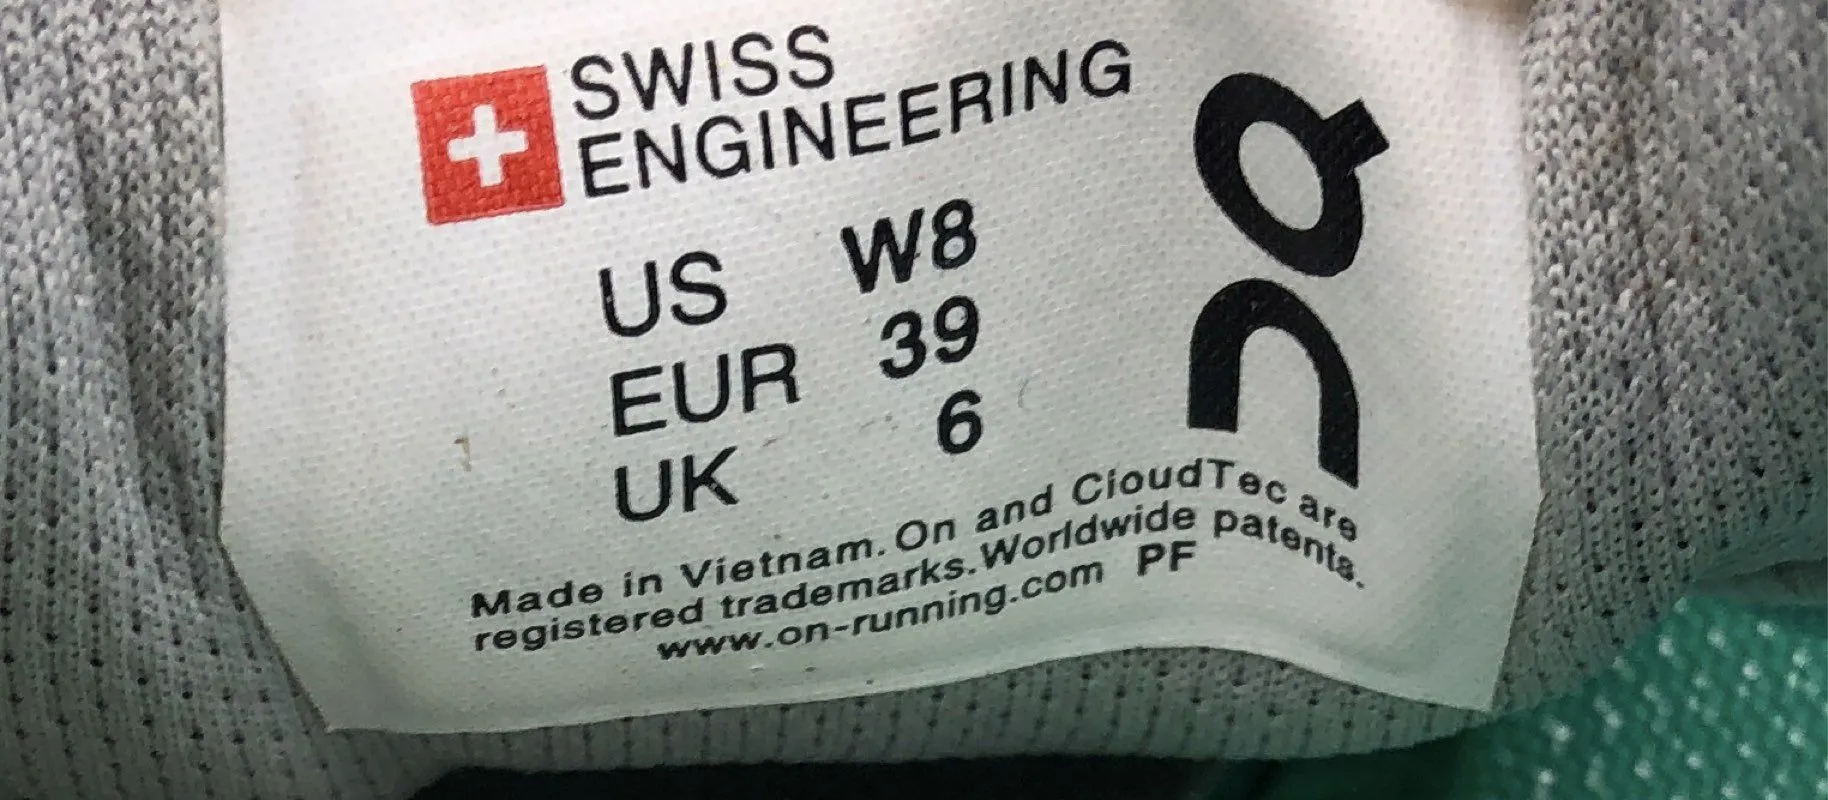 SWISS
ENGINEERING
US W8
EUR 39
UK 6
On
Made in Vietnam. On and CloudTec are
registered trademarks. Worldwide patents.
www.on-running.com PF